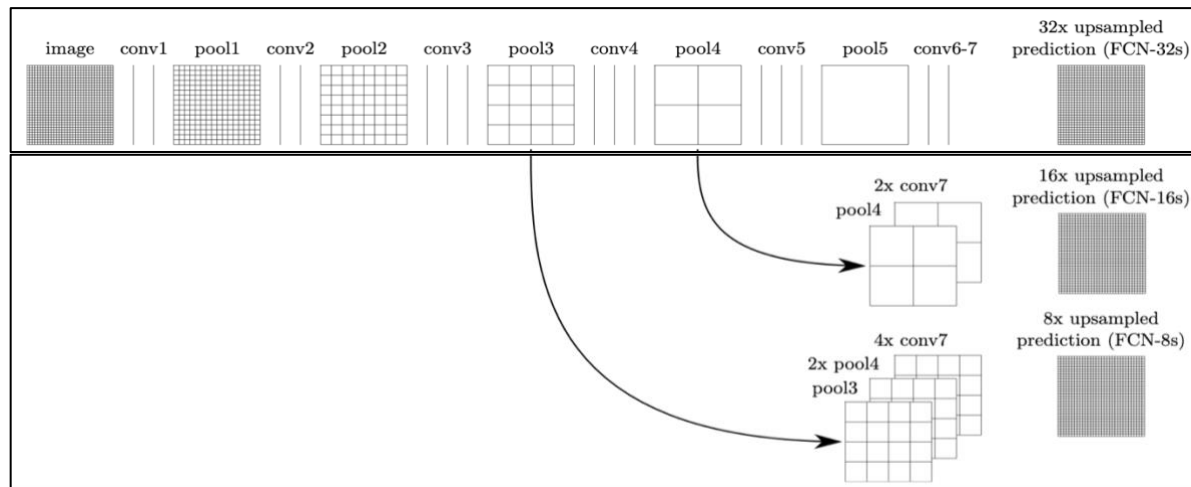 32x upsampled
image conv1 pool1 conv2 pool2 conv3 pool3 conv4 pool4 conv5 pool5 conv6-7 prediction (FCN-32s)
16x upsampled
2x conv7 prediction (FCN-16s)
pool4
8x upsampled
4x conv7 prediction (FCN-8s)
2x pool4
pool3